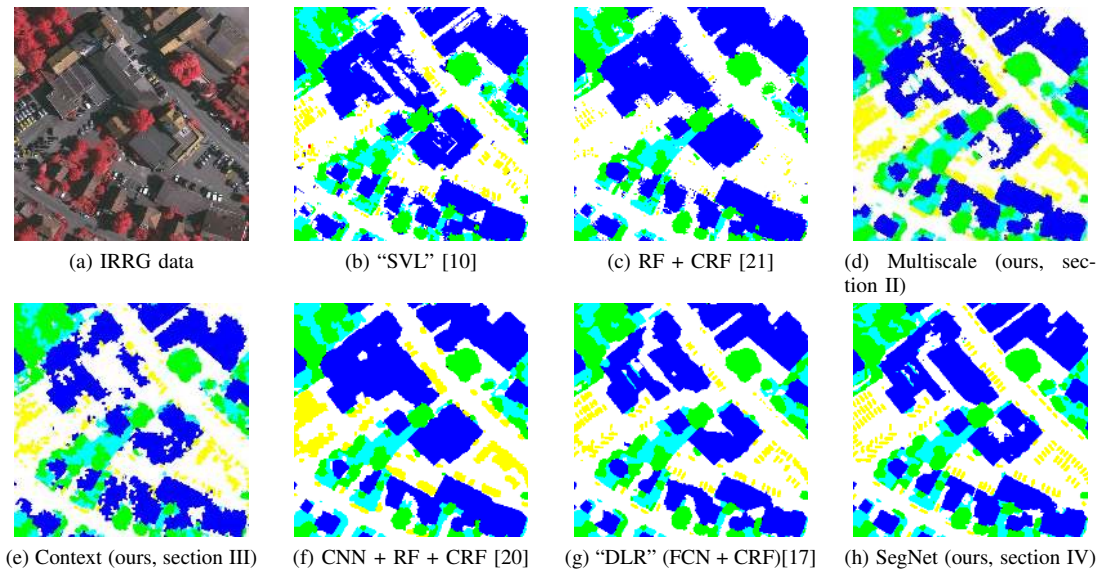 (a) IRRG data
(b) “SVL” [10]
(c) RF + CRF [21]
(d) Multiscale (ours, sec-
tion II)
(e) Context (ours, section III)
(f) CNN + RF + CRF [20]
(g) “DLR” (FCN + CRF)[17]
(h) SegNet (ours, section IV)